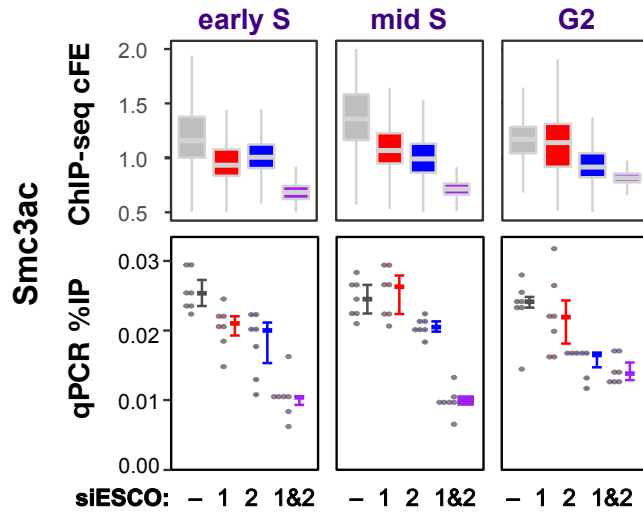 early S mid S G2
Smc3ac
ChIP-seq cFE
2.0
1.5
1.0
0.5
qPCR %IP
0.03
0.02
0.01
0.00
siESCO: – 1 2 1&2 – 1 2 1&2 – 1 2 1&2